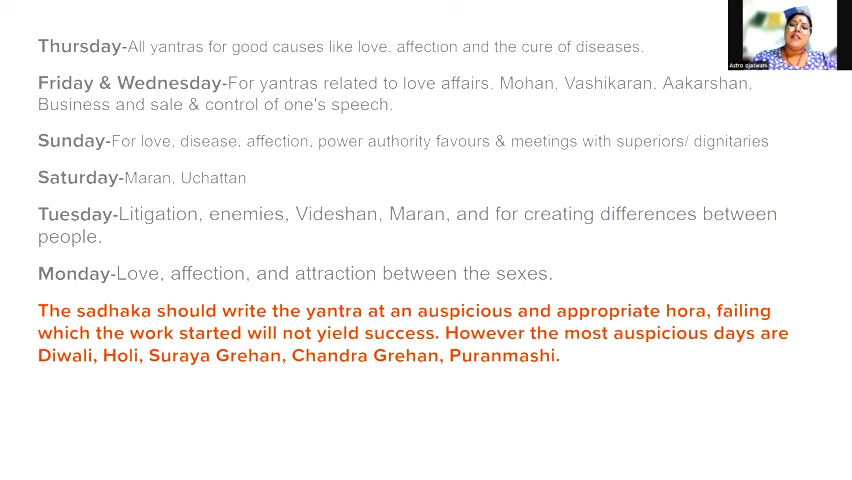 Thursday-All yantras for good causes like love, affection and the cure of diseases.
Friday & Wednesday-For yantras related to love affairs. Mohan, Vashikaran. Aakarshan,
Business and sale & control of one's speech.
Sunday-For love, disease, affection, power authority favours & meetings with superiors/ dignitaries
Saturday-Maran, Uchattan
Tuesday-Litigation, enemies, Videshan, Maran, and for creating differences between
people.
Monday-Love, affection, and attraction between the sexes.
The sadhaka should write the yantra at an auspicious and appropriate hora, failing
which the work started will not yield success. However the most auspicious days are
Diwali, Holi, Suraya Grehan, Chandra Grehan, Puranmashi.
Astro ojaswani